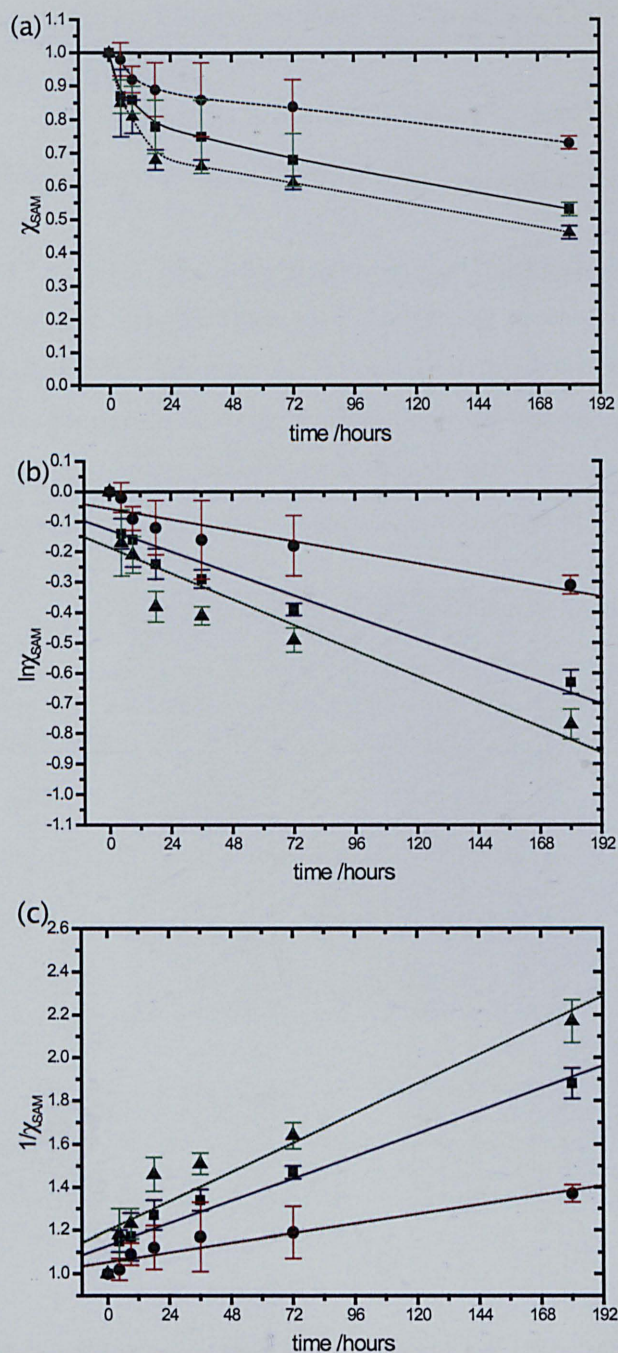 (a)
1.1
1.0
0.9
0.8
0.7
0.6
0.5
0.4
0.3
0.2
0.1
0.0
χSAM
0 24 48 72 96 120 144 168 192
time /hours
(b)
0.1
0.0
-0.1
-0.2
-0.3
-0.4
-0.5
-0.6
-0.7
-0.8
-0.9
-1.0
-1.1
lnχSAM
0 24 48 72 96 120 144 168 192
time /hours
(c)
2.6
2.4
2.2
2.0
1.8
1.6
1.4
1.2
1.0
1/χSAM
0 24 48 72 96 120 144 168 192
time /hours